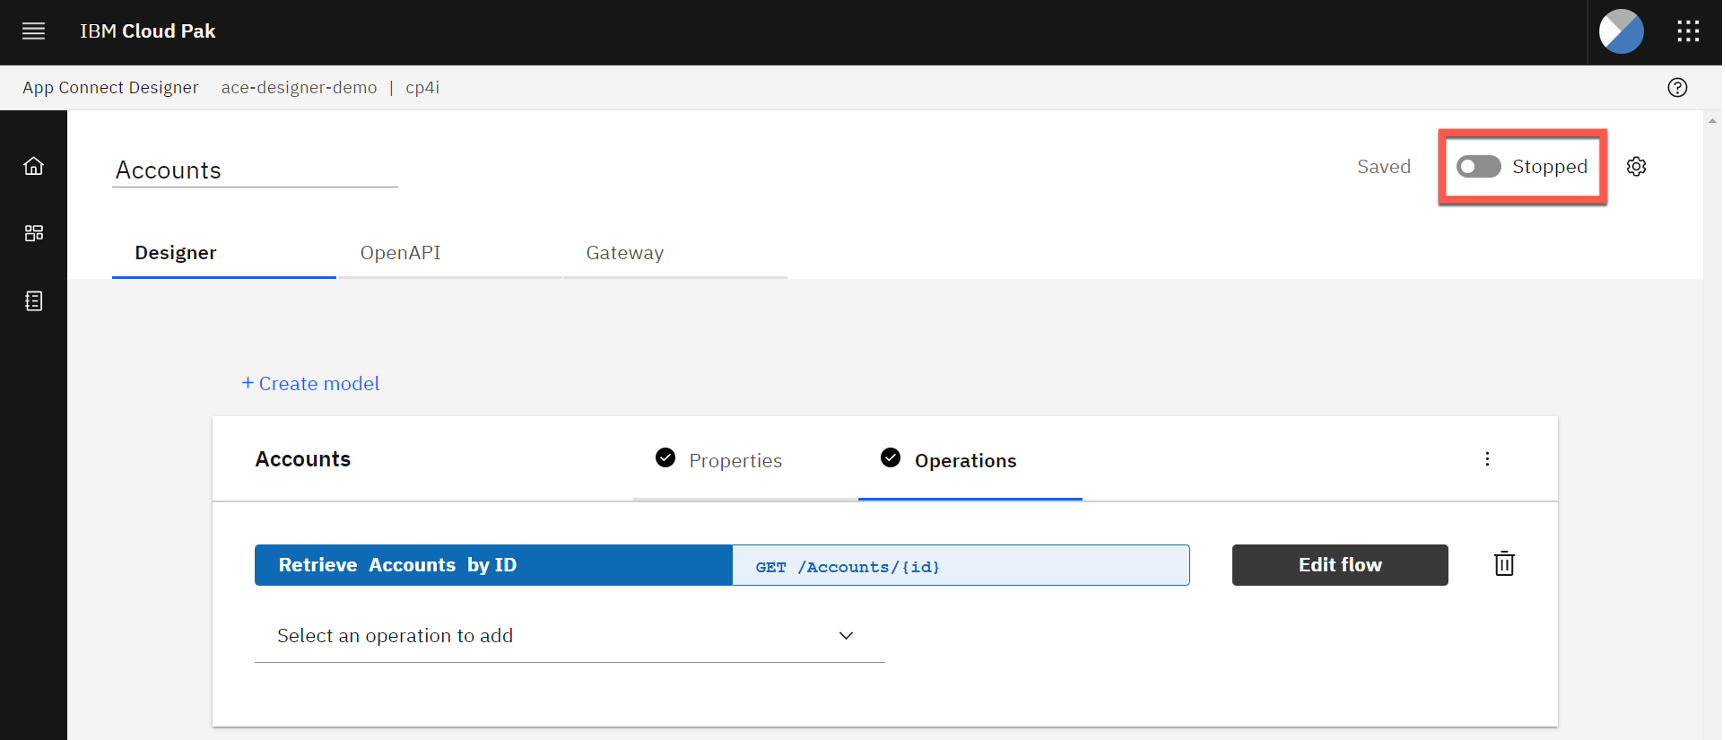 IBM Cloud Pak
App Connect Designer ace-designer-demo | cp4i
Accounts
Saved
Stopped
Designer
OpenAPI
Gateway
+ Create model
Accounts
Properties
Operations
Retrieve Accounts by ID
GET /Accounts/{id}
Edit flow
Select an operation to add